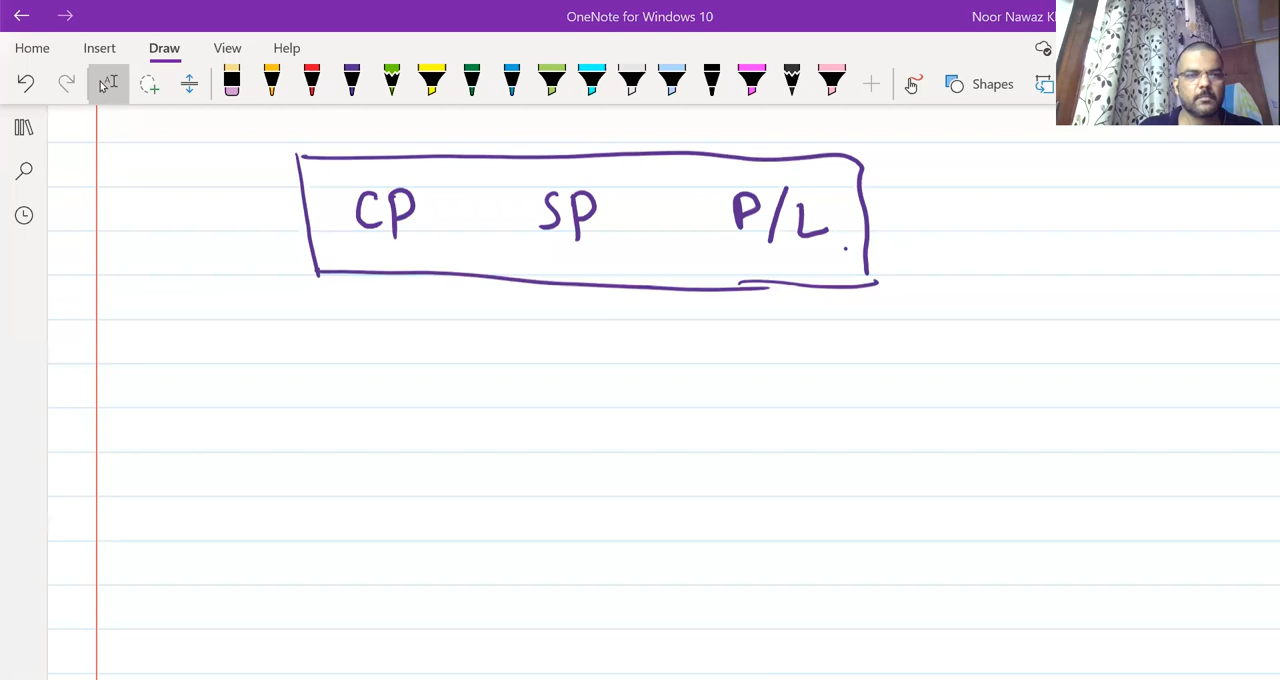 OneNote for Windows 10
Noor Nawaz
Home Insert Draw View Help
Shapes
CP SP P/L